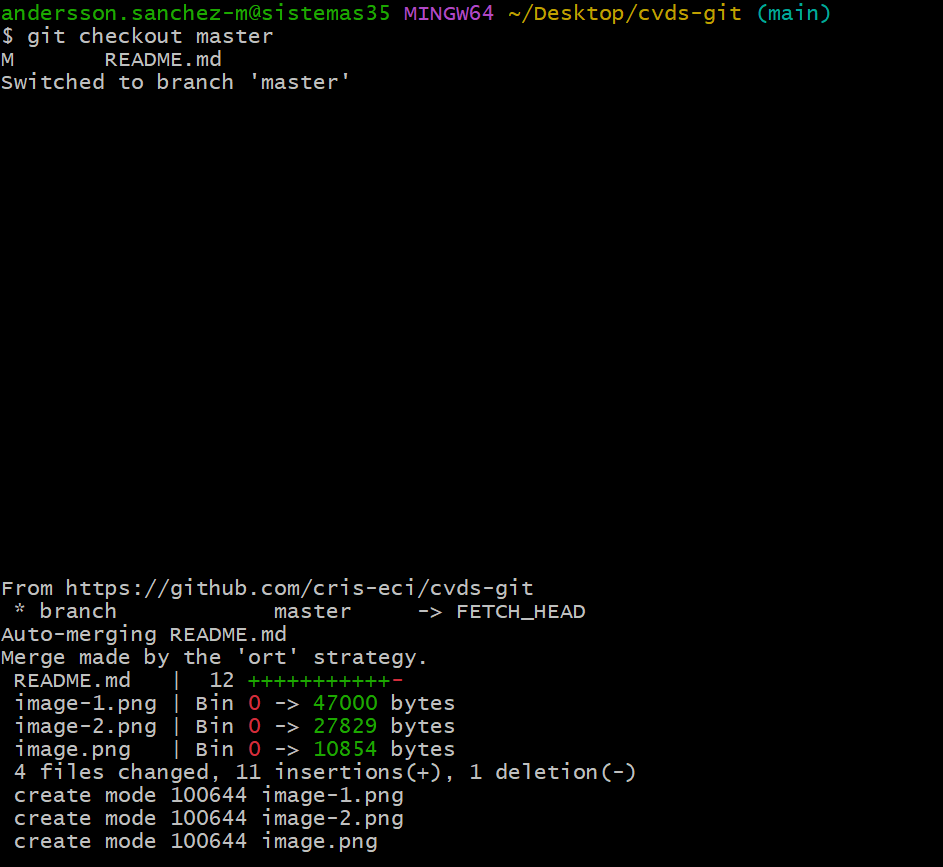 andersson.sanchez-m@sistemas35 MINGW64 ~/Desktop/cvds-git (main)
$ git checkout master
M       README.md
Switched to branch 'master'
From https://github.com/cris-eci/cvds-git
 * branch            master     -> FETCH_HEAD
Auto-merging README.md
Merge made by the 'ort' strategy.
 README.md   |  12 +++++++++++-
 image-1.png | Bin 0 -> 47000 bytes
 image-2.png | Bin 0 -> 27829 bytes
 image.png   | Bin 0 -> 10854 bytes
 4 files changed, 11 insertions(+), 1 deletion(-)
 create mode 100644 image-1.png
 create mode 100644 image-2.png
 create mode 100644 image.png